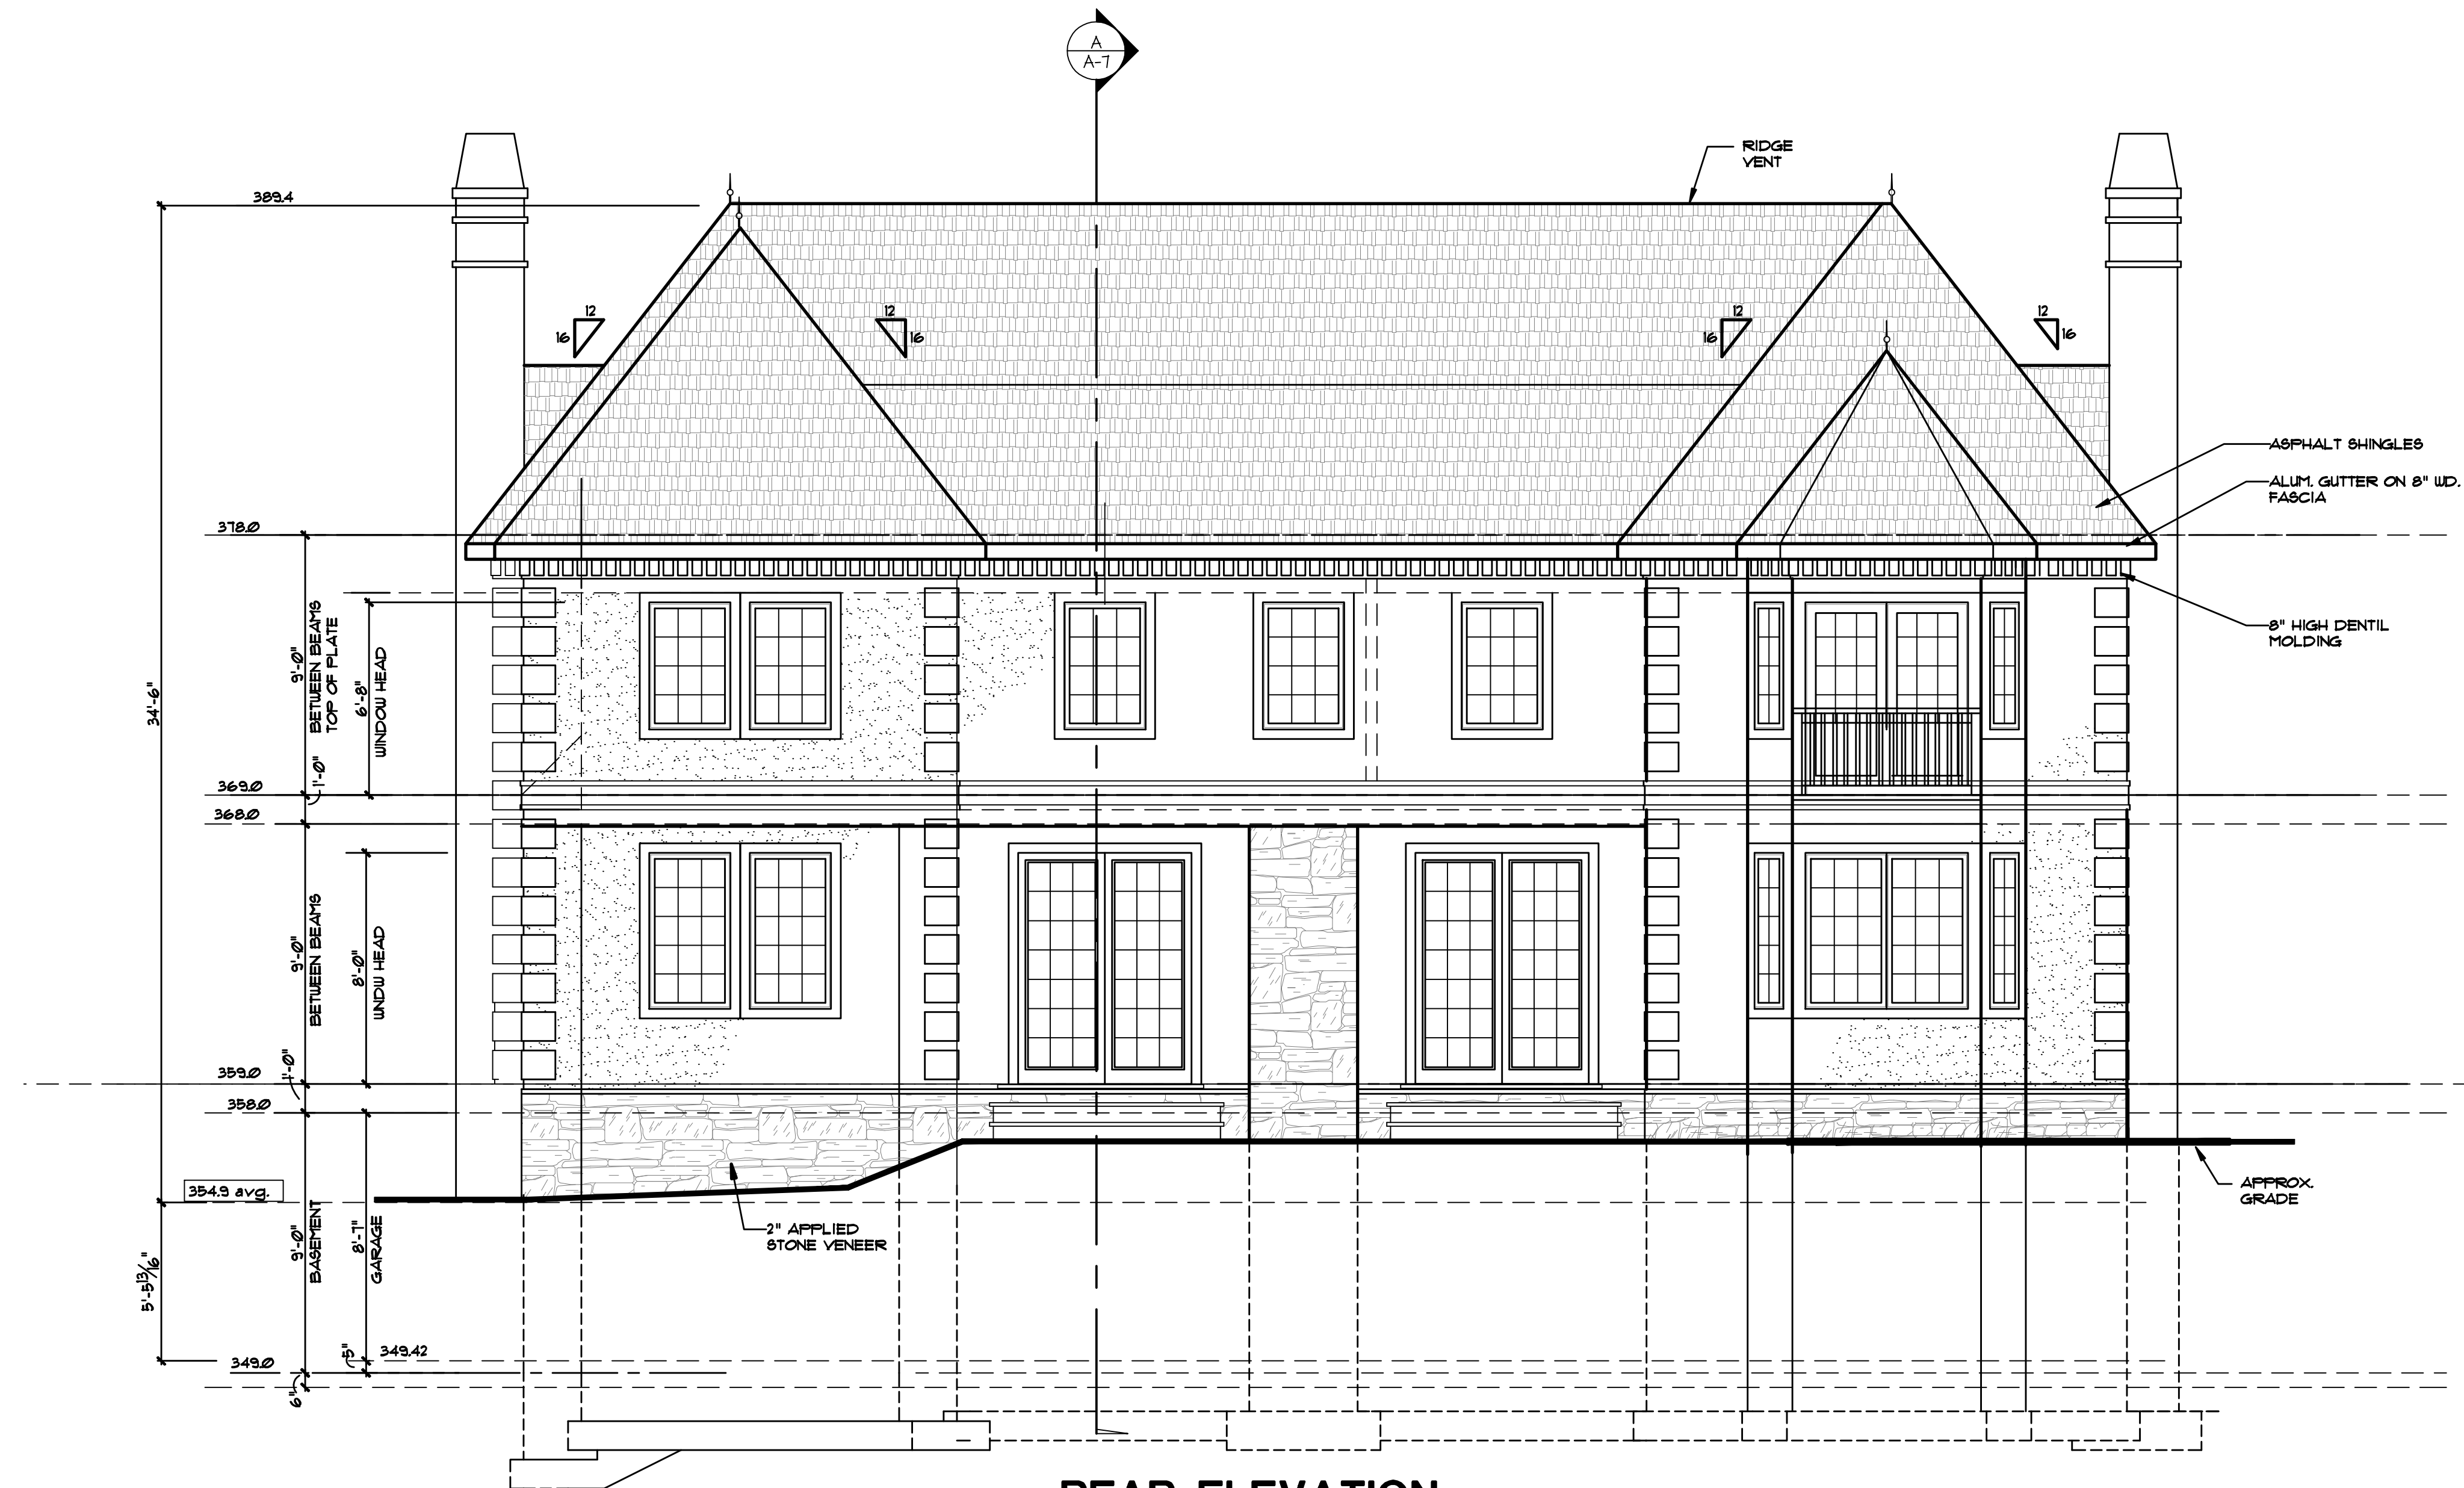 A
A-7
RIDGE
VENT
389.4
12
16
12
16
12
16
12
16
ASPHALT SHINGLES
ALUM. GUTTER ON 8" WD.
FASCIA
378.0
8" HIGH DENTIL
MOLDING
34'-6"
9'-0"
BETWEEN BEAMS
TOP OF PLATE
6'-8"
WINDOW HEAD
1'-0"
369.0
368.0
9'-0"
BETWEEN BEAMS
8'-0"
WNDW HEAD
1'-0"
359.0
358.0
354.9 avg.
APPROX.
GRADE
2" APPLIED
STONE VENEER
9'-0"
BASEMENT
8'-7"
GARAGE
5'-5 13/16"
5"
349.42
349.0
6"
REAR ELEVATION